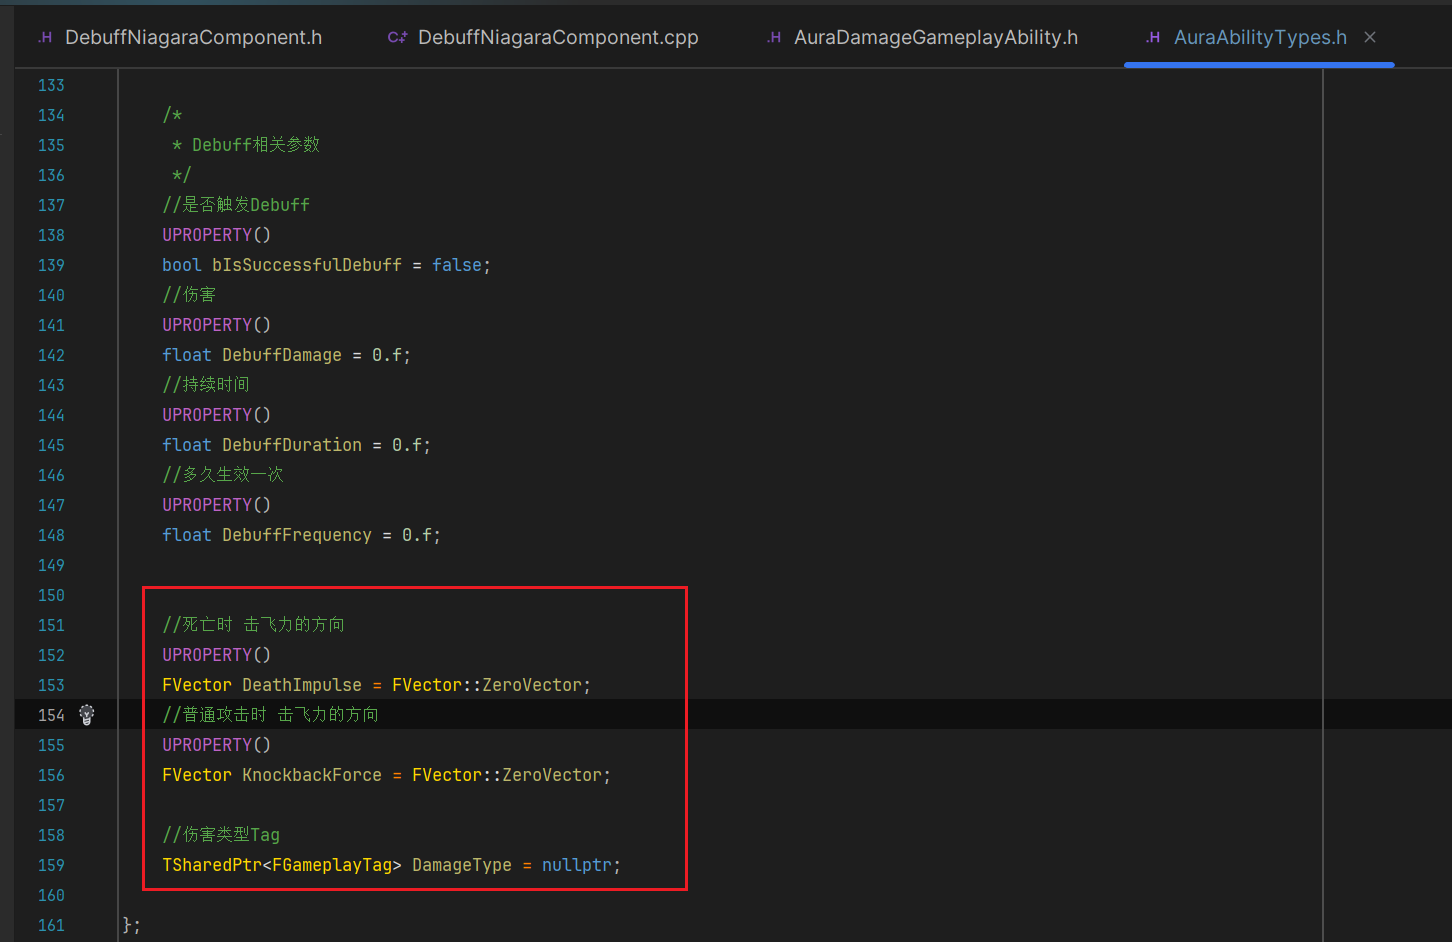 .H DebuffNiagaraComponent.h C++ DebuffNiagaraComponent.cpp .H AuraDamageGameplayAbility.h .H AuraAbilityTypes.h ×
133
134 /*
135 * Debuff相关参数
136 */
137 //是否触发Debuff
138 UPROPERTY()
139 bool bIsSuccessfulDebuff = false;
140 //伤害
141 UPROPERTY()
142 float DebuffDamage = 0.f;
143 //持续时间
144 UPROPERTY()
145 float DebuffDuration = 0.f;
146 //多久生效一次
147 UPROPERTY()
148 float DebuffFrequency = 0.f;
149
150
151 //死亡时 击飞力的方向
152 UPROPERTY()
153 FVector DeathImpulse = FVector::ZeroVector;
154 //普通攻击时 击飞力的方向
155 UPROPERTY()
156 FVector KnockbackForce = FVector::ZeroVector;
157
158 //伤害类型Tag
159 TSharedPtr<FGameplayTag> DamageType = nullptr;
160
161 };